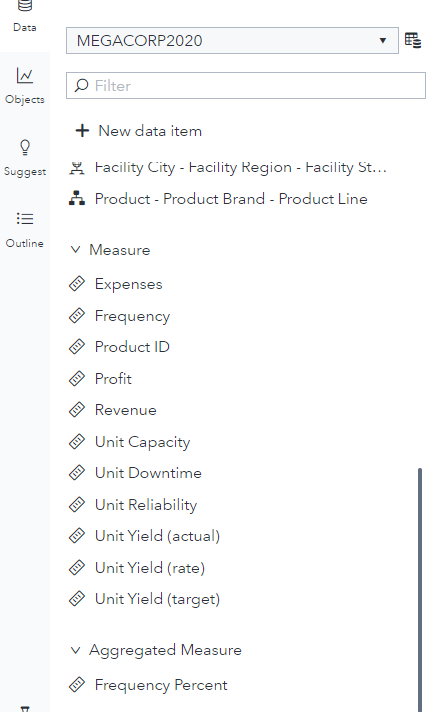 Data
MEGACORP2020
Objects
Filter
New data item
Suggest
Facility City - Facility Region - Facility St...
Product - Product Brand - Product Line
Outline
Measure
Expenses
Frequency
Product ID
Profit
Revenue
Unit Capacity
Unit Downtime
Unit Reliability
Unit Yield (actual)
Unit Yield (rate)
Unit Yield (target)
Aggregated Measure
Frequency Percent